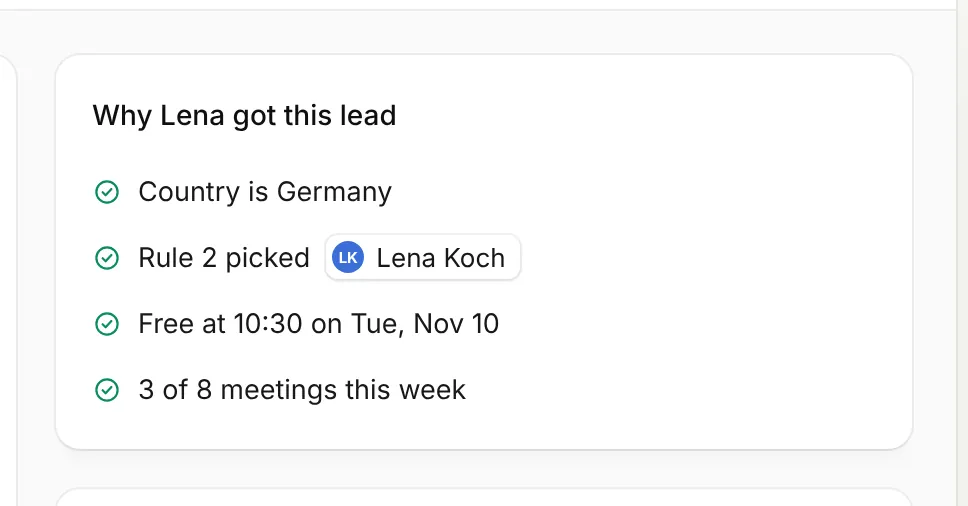 Why Lena got this lead
Country is Germany
Rule 2 picked LK Lena Koch
Free at 10:30 on Tue, Nov 10
3 of 8 meetings this week